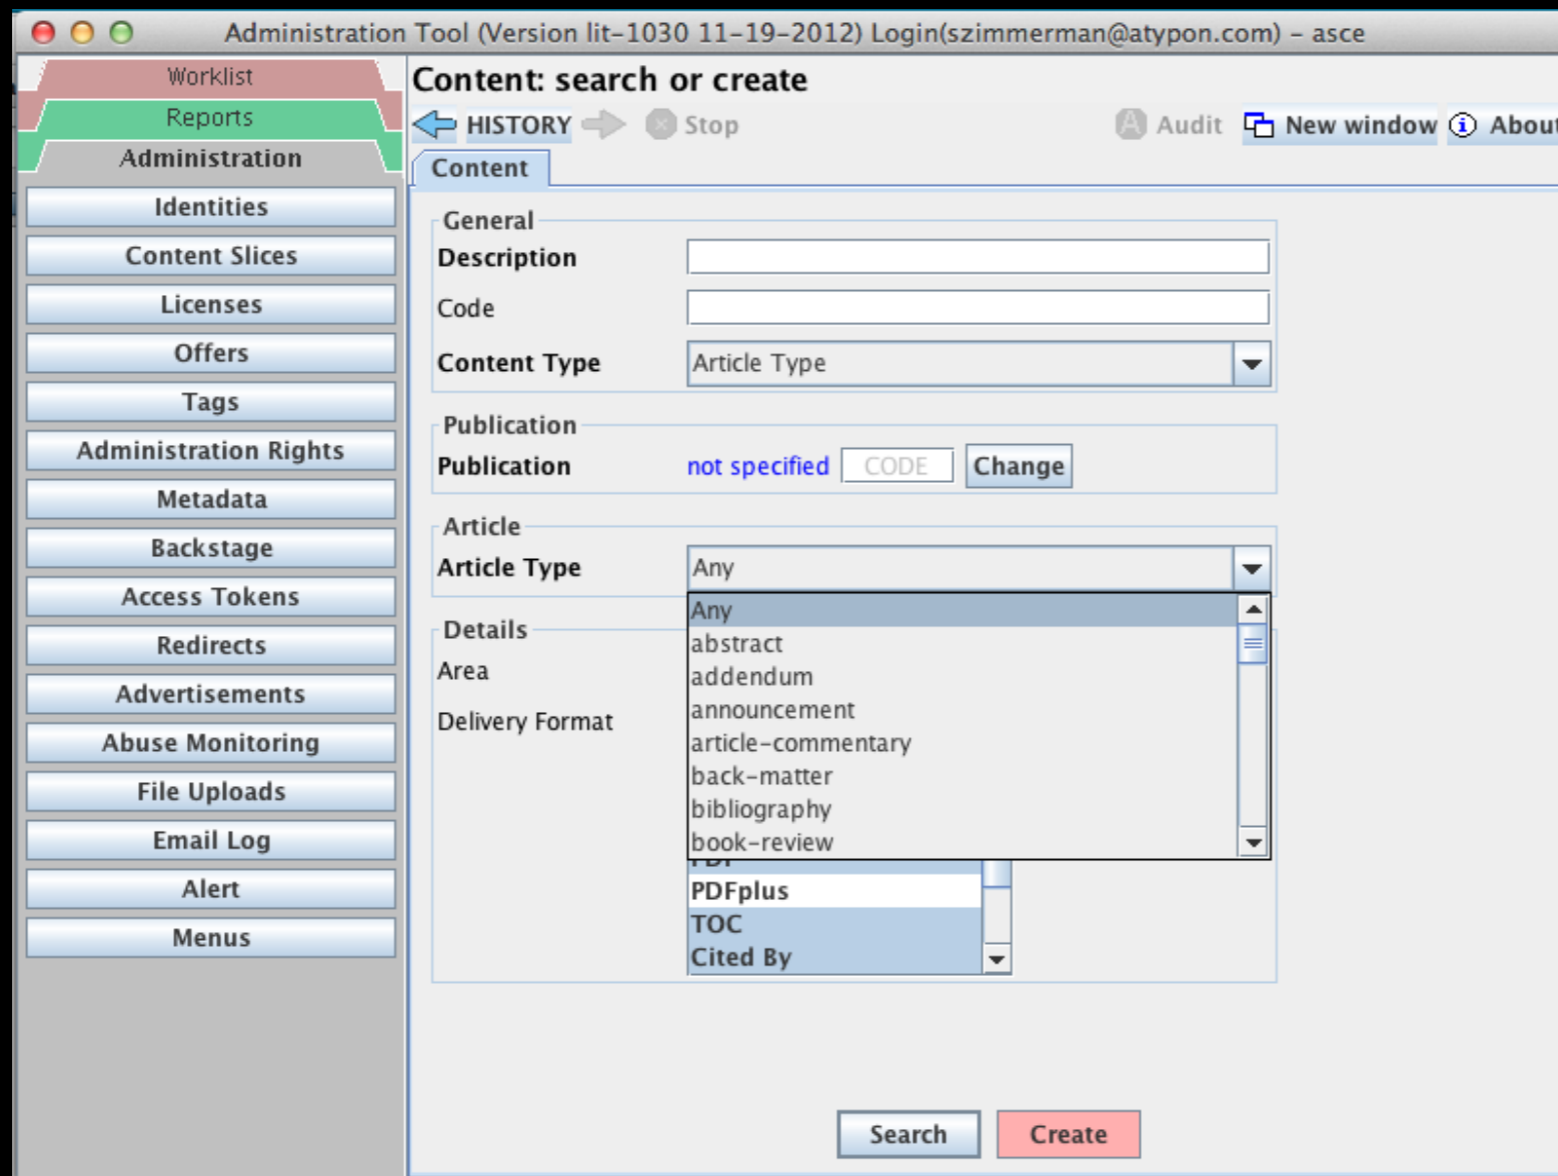 Administration Tool (Version lit-1030 11-19-2012) Login(szimmerman@atypon.com) - asce
Worklist
Reports
Administration
Identities
Content Slices
Licenses
Offers
Tags
Administration Rights
Metadata
Backstage
Access Tokens
Redirects
Advertisements
Abuse Monitoring
File Uploads
Email Log
Alert
Menus
Content: search or create
HISTORY Stop Audit New window About
Content
General
Description
Code
Content Type Article Type
Publication
Publication not specified CODE Change
Article
Article Type Any
Any
abstract
addendum
announcement
article-commentary
back-matter
bibliography
book-review
Details
Area
Delivery Format
PDF
PDFplus
TOC
Cited By
Search Create